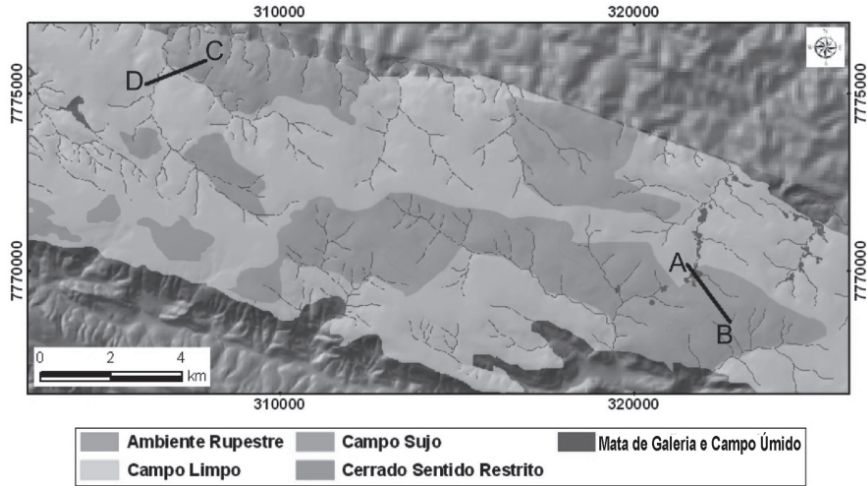 310000
320000
7775000
7775000
7770000
7770000
C
D
A
B
0
2
4
km
310000
320000
Ambiente Rupestre
Campo Sujo
Mata de Galeria e Campo Úmido
Campo Limpo
Cerrado Sentido Restrito